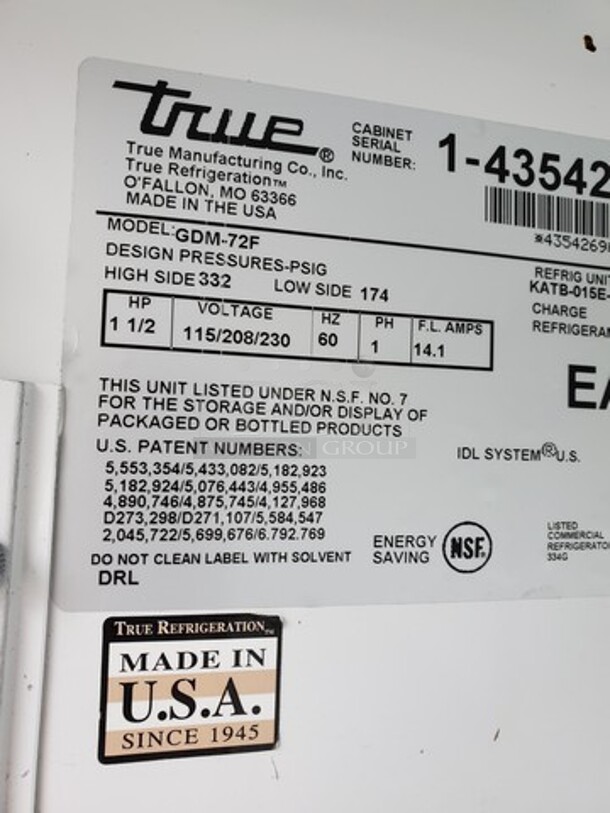 true®
True Manufacturing Co., Inc.
True Refrigeration™
O'FALLON, MO 63366
MADE IN THE USA
CABINET
SERIAL
NUMBER:
1-43542
MODEL: GDM-72F
DESIGN PRESSURES-PSIG
HIGH SIDE 332 LOW SIDE 174
REFRIG UNIT
KATB-015E-
CHARGE
HP VOLTAGE HZ PH F.L. AMPS
1 1/2 115/208/230 60 1 14.1
THIS UNIT LISTED UNDER N.S.F. NO. 7
FOR THE STORAGE AND/OR DISPLAY OF
PACKAGED OR BOTTLED PRODUCTS
U.S. PATENT NUMBERS:
5,553,354/5,433,082/5,182,923
5,182,924/5,076,443/4,955,486
4,890,746/4,875,745/4,127,968
D273,298/D271,107/5,584,547
2,045,722/5,699,676/6.792.769
IDL SYSTEM® U.S.
DO NOT CLEAN LABEL WITH SOLVENT
DRL
ENERGY
SAVING
NSF®
LISTED
COMMERCIAL
334G
GROUP
TRUE REFRIGERATION™
MADE IN
U.S.A.
SINCE 1945